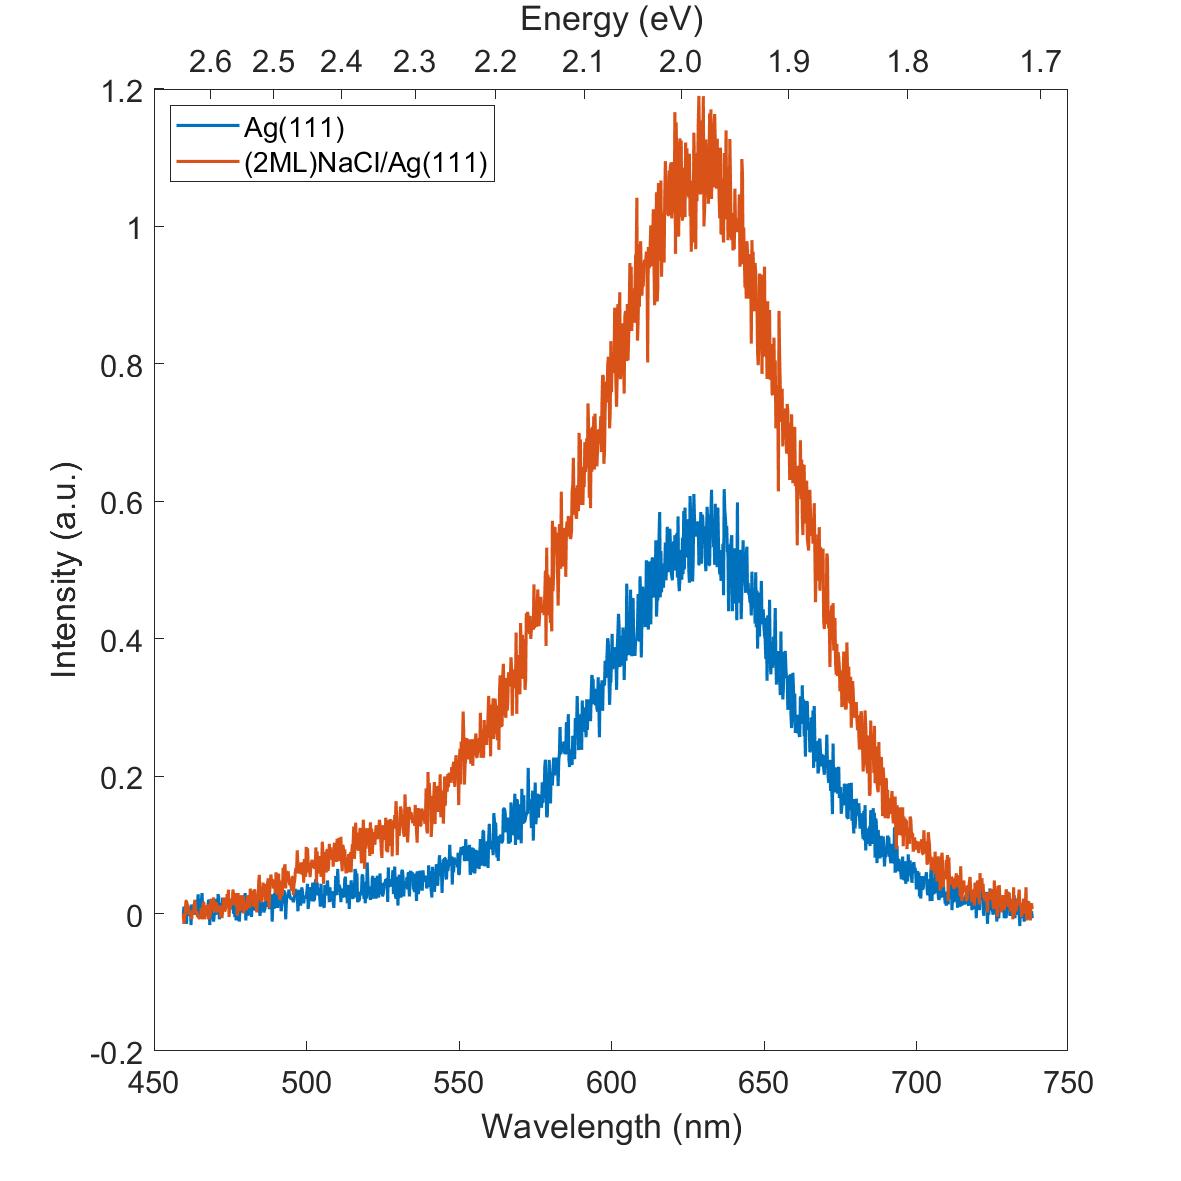 Energy (eV)
2.6 2.5 2.4 2.3 2.2 2.1 2.0 1.9 1.8 1.7
1.2
Ag(111)
(2ML)NaCl/Ag(111)
1
0.8
0.6
Intensity (a.u.)
0.4
0.2
0
-0.2
450 500 550 600 650 700 750
Wavelength (nm)